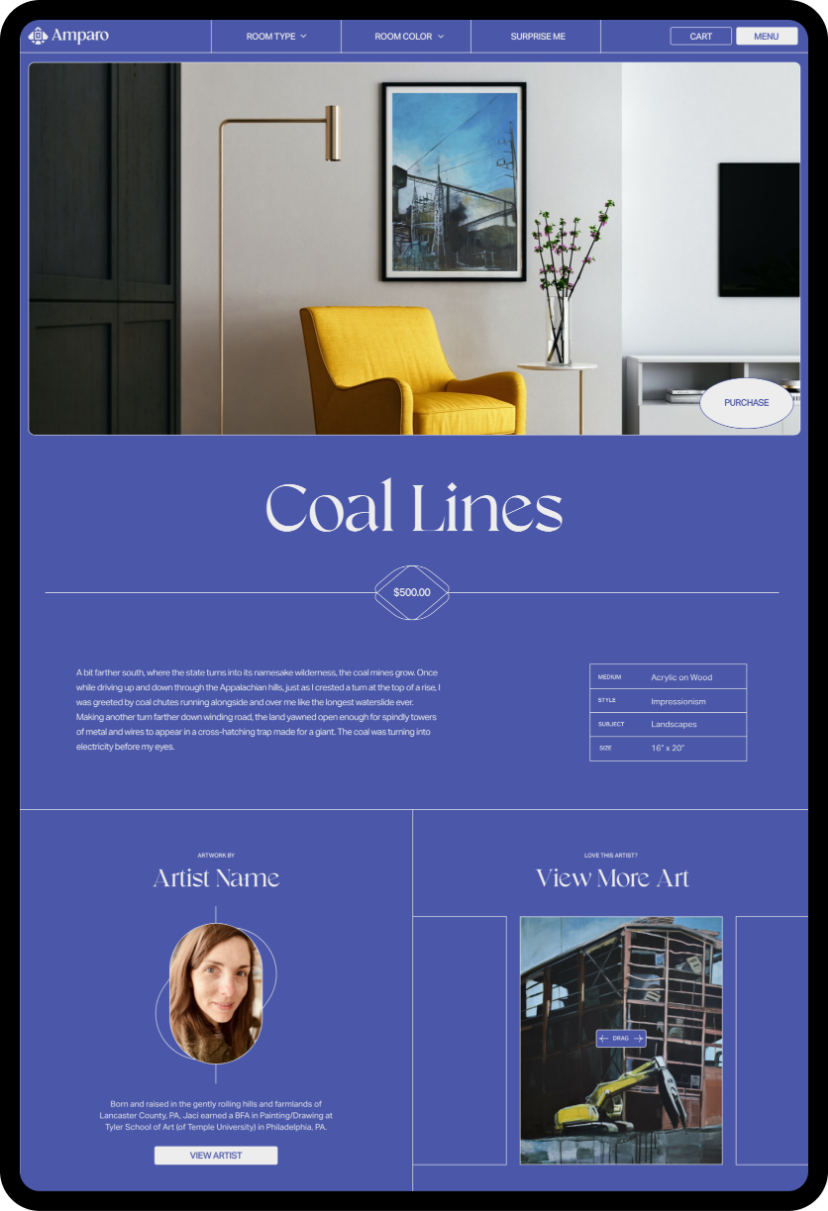 Amparo
ROOM TYPE
ROOM COLOR
SURPRISE ME
CART
MENU
PURCHASE
Coal Lines
$500.00
A bit farther south, where the state turns into its namesake wilderness, the coal mines grow. Once
while driving up and down through the Appalachian hills, just as I crested a turn at the top of a rise, I
was greeted by coal chutes running alongside and over me like the longest waterslide ever.
Making another turn farther down winding road, the land yawned open enough for spindly towers
of metal and wires to appear in a cross-hatching trap made for a giant. The coal was turning into
electricity before my eyes.
MEDIUM Acrylic on Wood
STYLE Impressionism
SUBJECT Landscapes
SIZE 16" x 20"
ARTWORK BY
Artist Name
Born and raised in the gently rolling hills and farmlands of
Lancaster County, PA, Jaci earned a BFA in Painting/Drawing at
Tyler School of Art (of Temple University) in Philadelphia, PA.
VIEW ARTIST
LOVE THIS ARTIST?
View More Art
DRAG